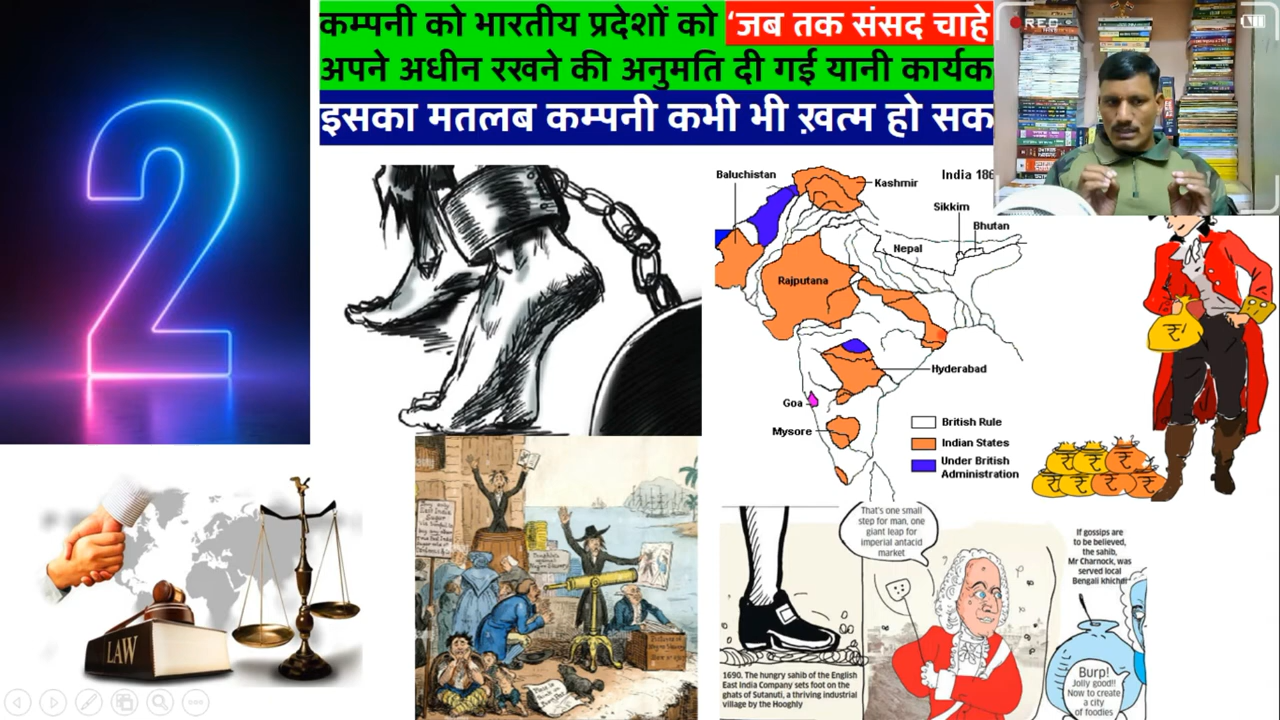 कम्पनी को भारतीय प्रदेशों को ‘जब तक संसद चाहे
अपने अधीन रखने की अनुमति दी गई यानी कार्यक
इसका मतलब कम्पनी कभी भी ख़त्म हो सक
REC
2
Baluchistan
Kashmir
India 186
Sikkim
Bhutan
Nepal
Rajputana
Hyderabad
Goa
Mysore
British Rule
Indian States
Under British
Administration
LAW
That's one small
step for man, one
giant leap for
imperial antacid
market
If gossips are
to be believed,
the sahib,
Mr Charnock, was
served local
Bengali khichdi
1690. The hungry sahib of the English
East India Company sets foot on the
ghats of Sutanuti, a thriving industrial
village by the Hooghly
Burp!
Jolly good!!
Now to create
a city
of foodies